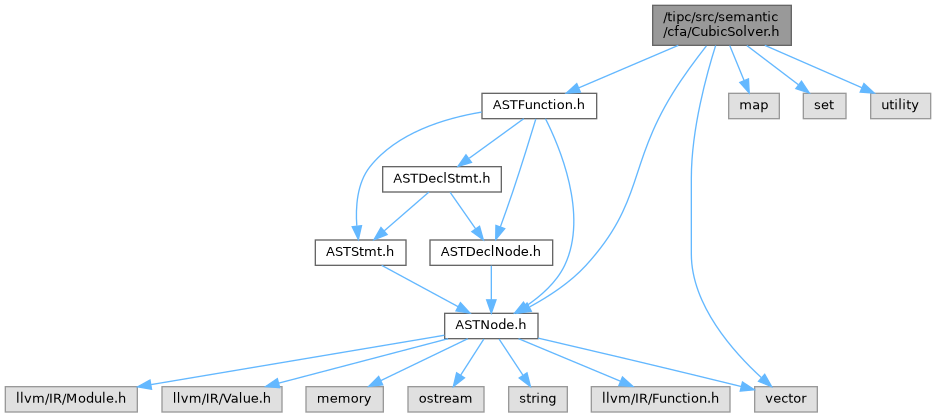 /tipc/src/semantic
/cfa/CubicSolver.h
ASTFunction.h
map
set
utility
ASTDeclStmt.h
ASTStmt.h
ASTDeclNode.h
ASTNode.h
llvm/IR/Module.h
llvm/IR/Value.h
memory
ostream
string
llvm/IR/Function.h
vector